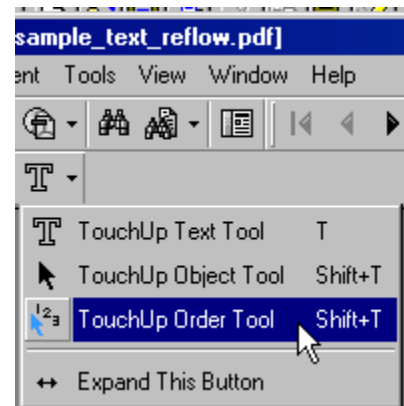 sample_text_reflow.pdf]
ent Tools View Window Help
T
T TouchUp Text Tool T
TouchUp Object Tool Shift+T
123 TouchUp Order Tool Shift+T
Expand This Button